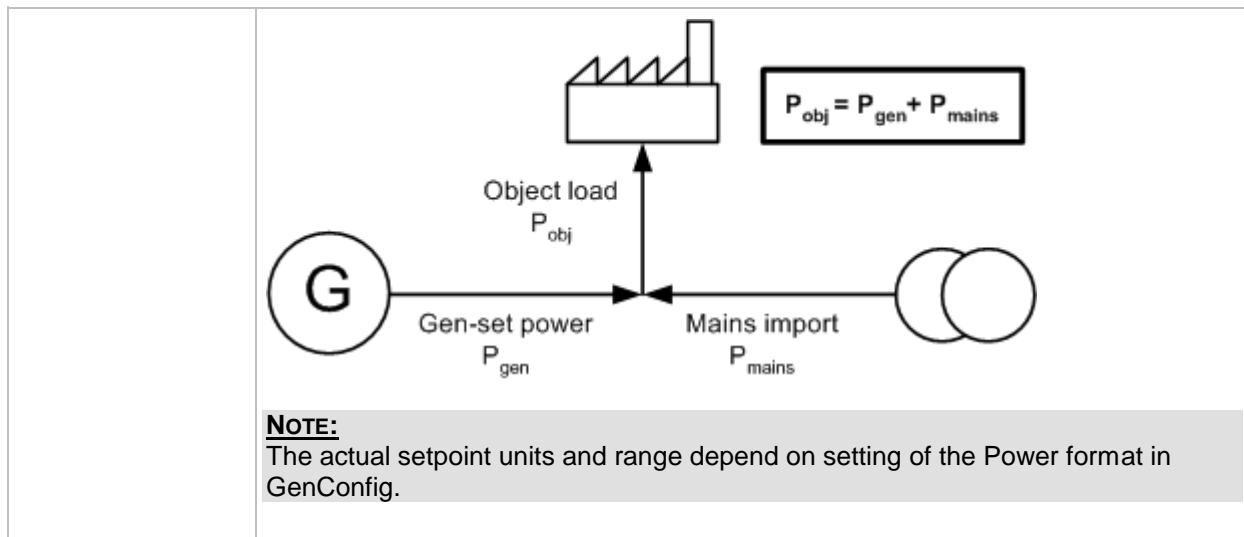 P_obj = P_gen + P_mains
Object load
P_obj
G
Gen-set power
P_gen
Mains import
P_mains
NOTE:
The actual setpoint units and range depend on setting of the Power format in
GenConfig.